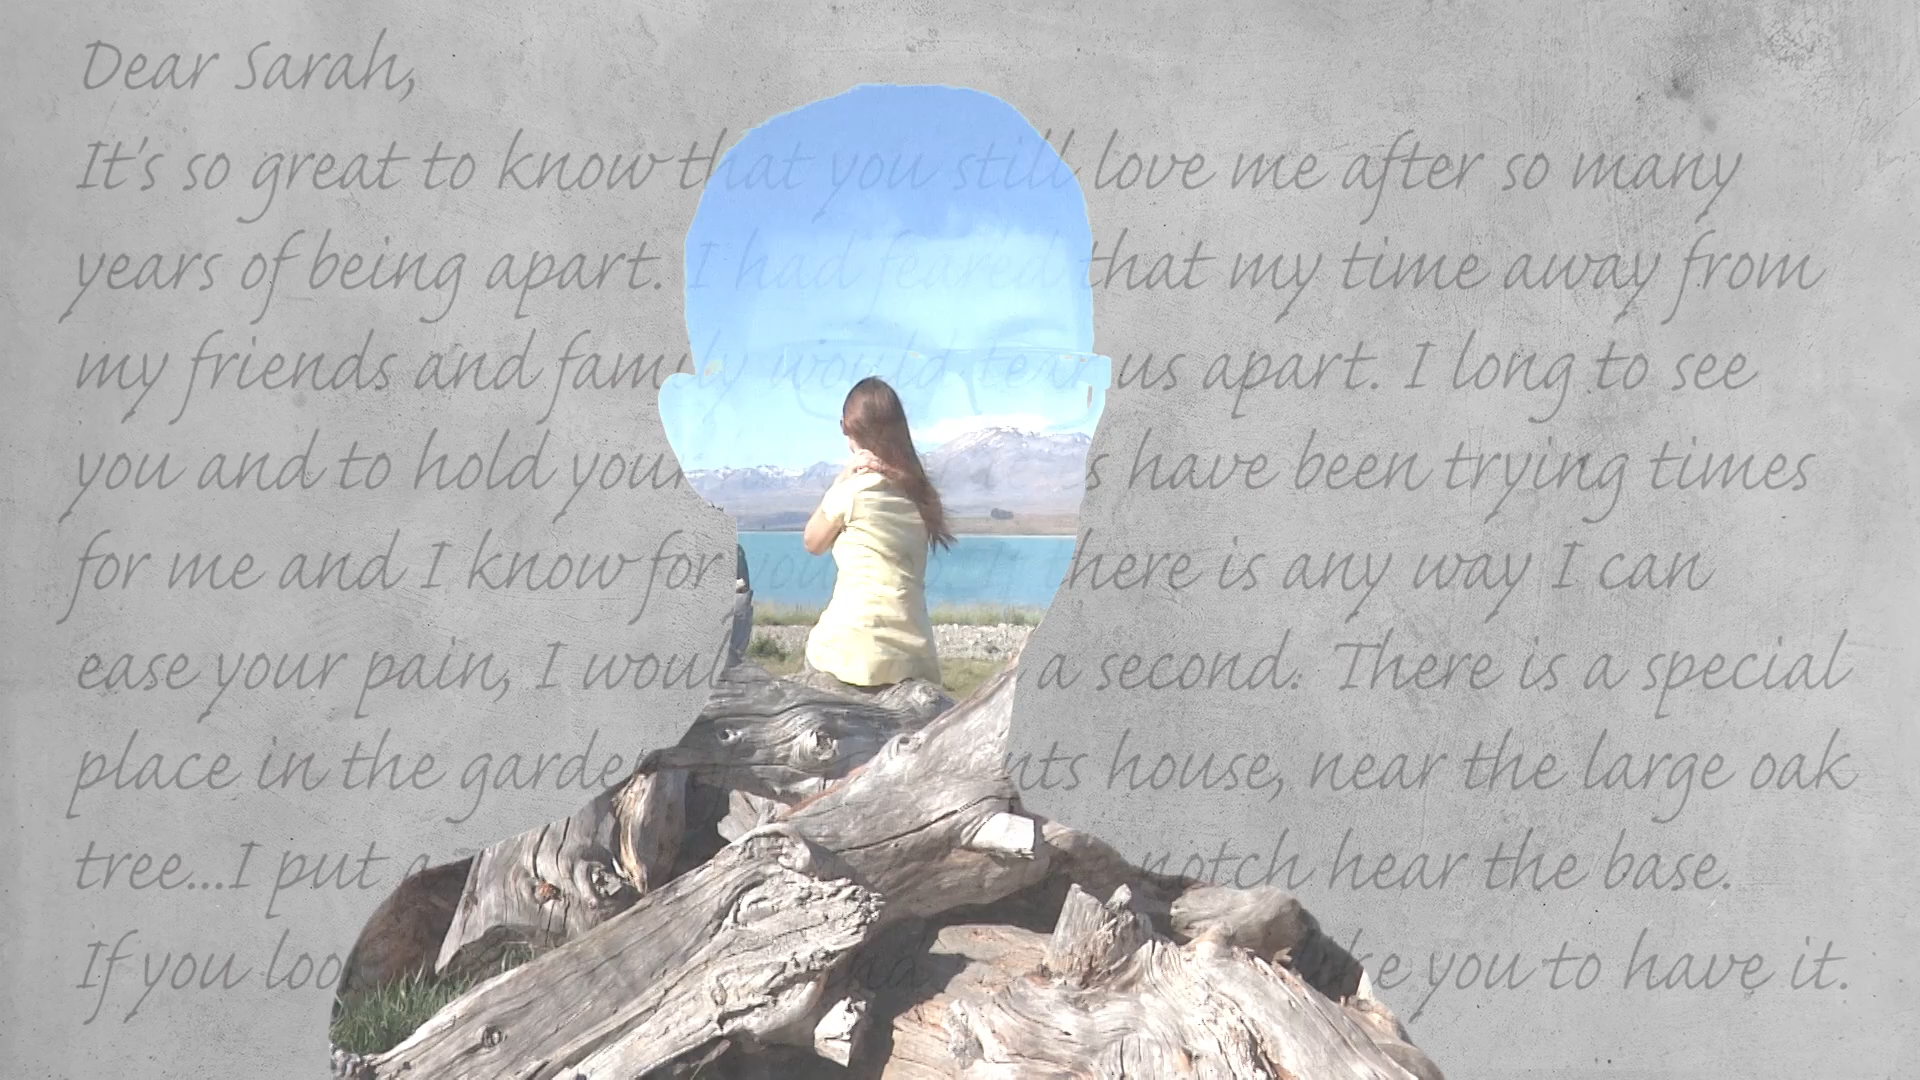 Dear Sarah,
It's so great to know that you still love me after so many
years of being apart. I had feared that my time away from
my friends and family would tear us apart. I long to see
you and to hold your have been trying times
for me and I know for you here is any way I can
ease your pain, I a second. There is a special
place in the house, near the large oak
tree...I put notch hear the base.
If you you to have it.